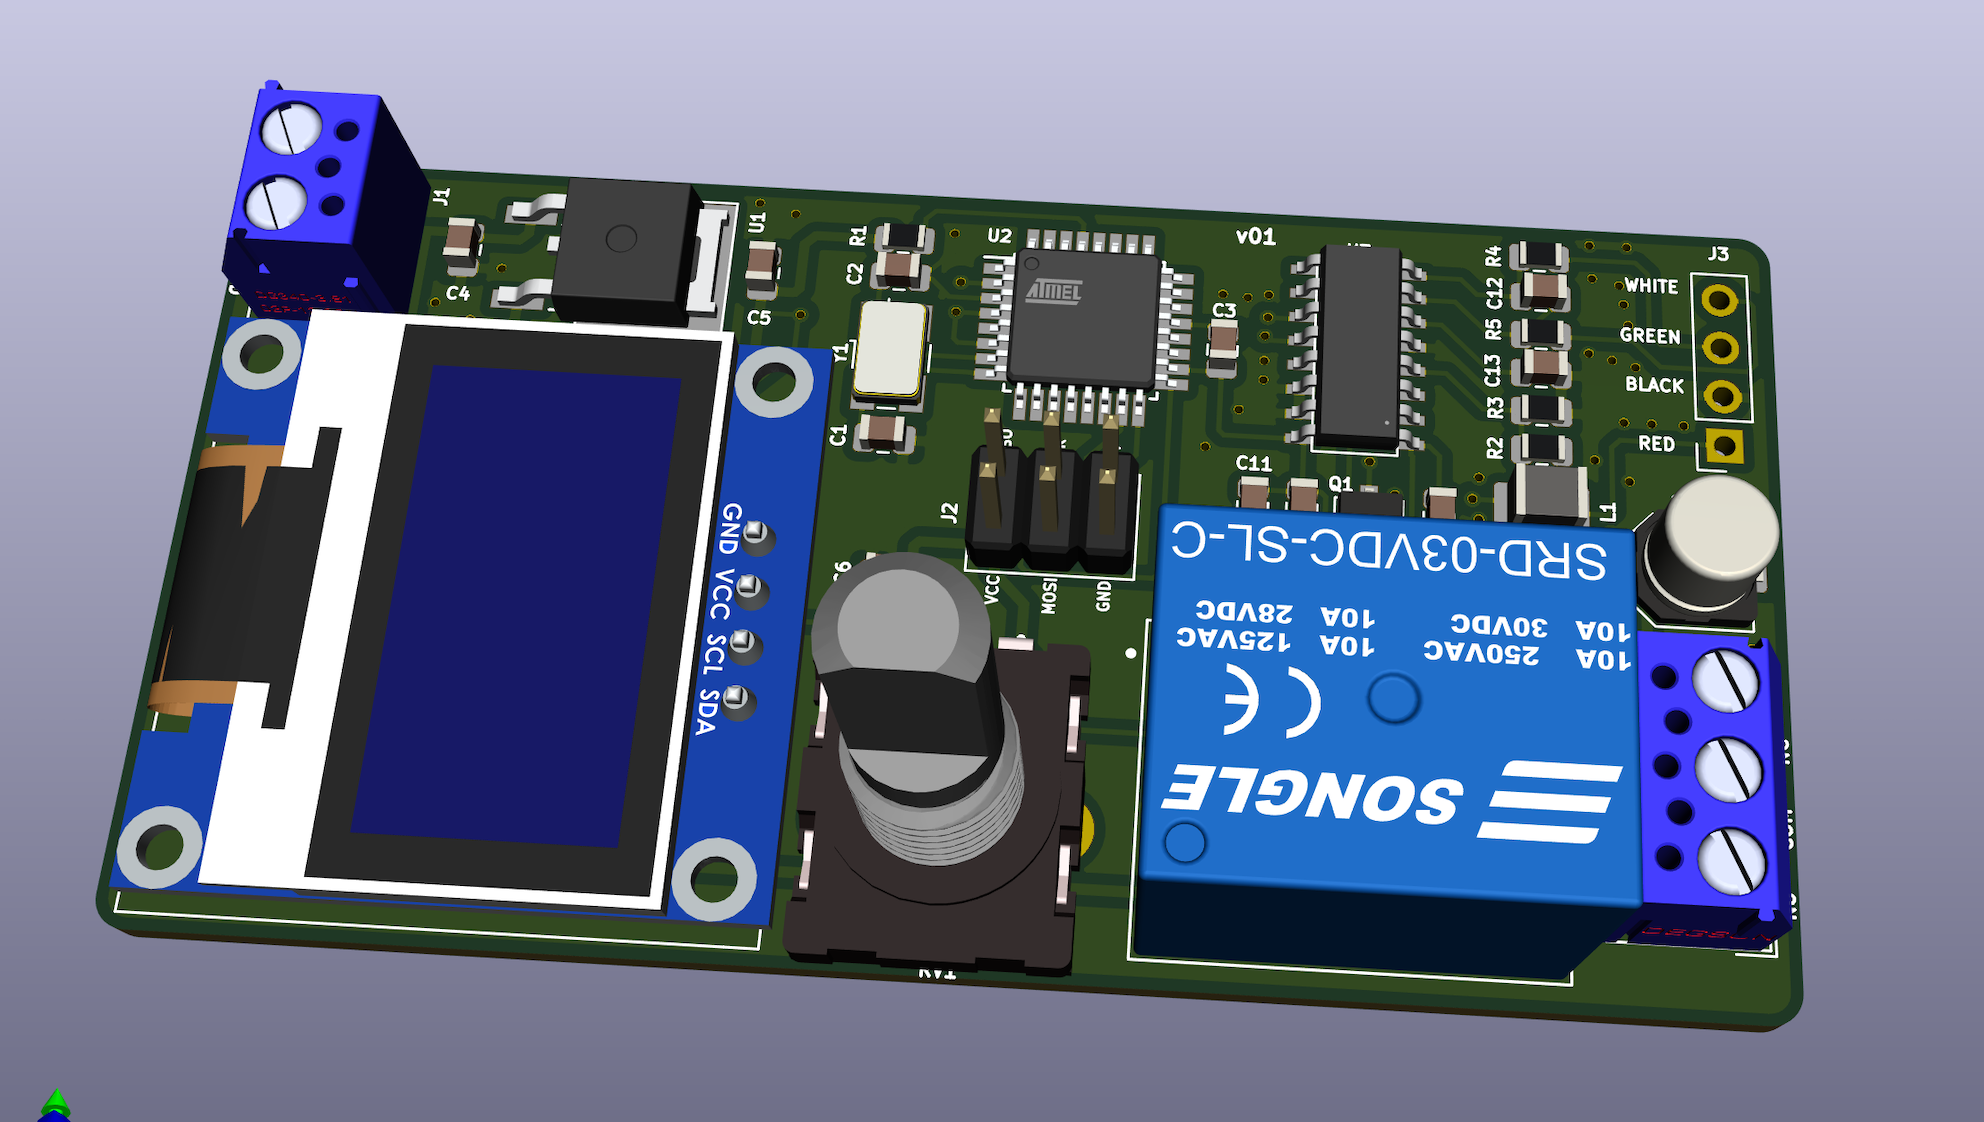 J1
C4
U1
C5
R1
C2
Y1
C1
U2
ATMEL
v01
C3
R4
C12
R5
C13
R3
R2
J3
WHITE
GREEN
BLACK
RED
C11
Q1
L1
J2
VCC
MOSI
GND
GND VCC SCL SDA
SRD-03VDC-SL-C
10A 30VDC 10A 28VDC
10A 250VAC 10A 125VAC
CE
SONGLE